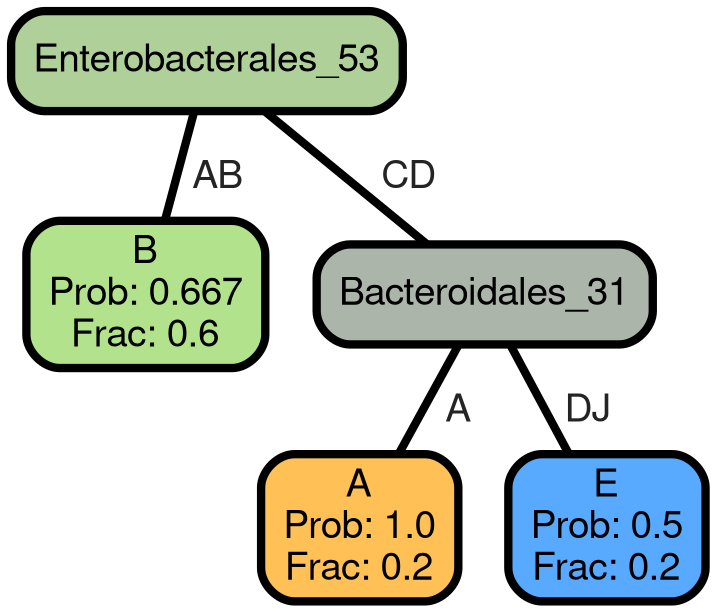 Enterobacterales_53
AB
CD
B
Prob: 0.667
Frac: 0.6
Bacteroidales_31
A
DJ
A
Prob: 1.0
Frac: 0.2
E
Prob: 0.5
Frac: 0.2